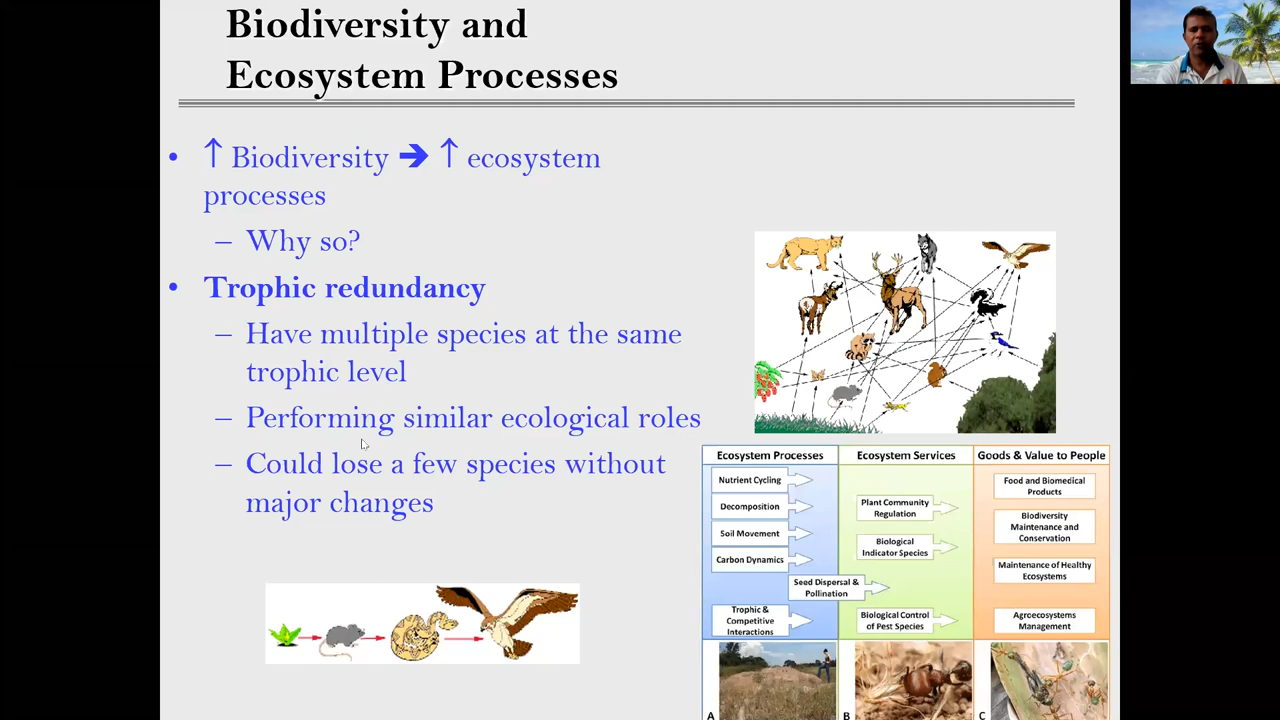 Biodiversity and
Ecosystem Processes
• ↑ Biodiversity ➔ ↑ ecosystem
processes
– Why so?
• Trophic redundancy
– Have multiple species at the same
trophic level
– Performing similar ecological roles
– Could lose a few species without
major changes
Ecosystem Processes
Nutrient Cycling
Decomposition
Soil Movement
Carbon Dynamics
Seed Dispersal &
Pollination
Trophic &
Competitive
Interactions
Ecosystem Services
Plant Community
Regulation
Biological
Indicator Species
Biological Control
of Pest Species
Goods & Value to People
Food and Biomedical
Products
Biodiversity
Maintenance and
Conservation
Maintenance of Healthy
Ecosystems
Agroecosystems
Management
A
B
C